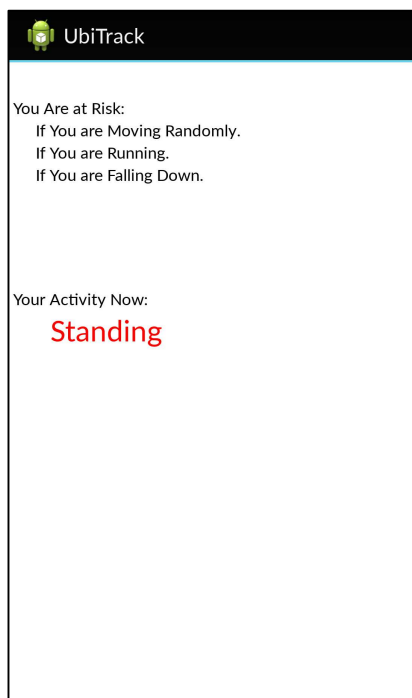 UbiTrack
You Are at Risk:
If You are Moving Randomly.
If You are Running.
If You are Falling Down.
Your Activity Now:
Standing